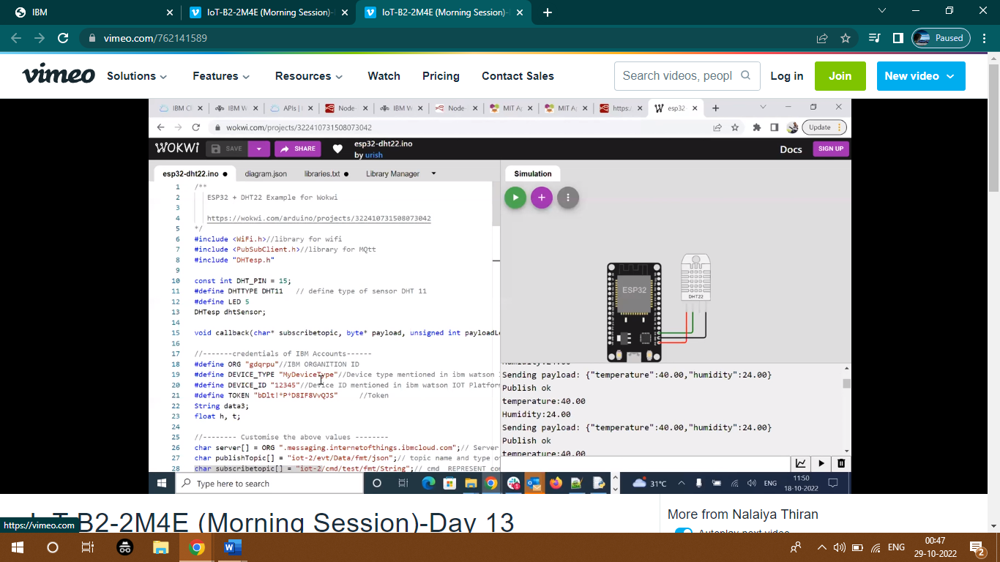 IBM
IoT-B2-2M4E (Morning Session)-
IoT-B2-2M4E (Morning Session)-
vimeo.com/762141589
Paused
vimeo
Solutions
Features
Resources
Watch
Pricing
Contact Sales
Search videos, peopl
Log in
Join
New video
IBM Cl
IBM W
APIs |
Node-
IBM W
Node-
MIT A
MIT A
https:/
esp32
wokwi.com/projects/322410731508073042
Update
WOKWi
SAVE
SHARE
esp32-dht22.ino
by urish
Docs
SIGN UP
esp32-dht22.ino
diagram.json
libraries.txt
Library Manager
1 /**
2 ESP32 + DHT22 Example for Wokwi
3
4 https://wokwi.com/arduino/projects/322410731508073042
5 */
6 #include <WiFi.h>//library for wifi
7 #include <PubSubClient.h>//library for MQtt
8 #include "DHTesp.h"
9
10 const int DHT_PIN = 15;
11 #define DHTTYPE DHT11 // define type of sensor DHT 11
12 #define LED 5
13 DHTesp dhtSensor;
14
15 void callback(char* subscribetopic, byte* payload, unsigned int payloadLe
16
17 //-------credentials of IBM Accounts------
18 #define ORG "gdqrpu"//IBM ORGANITION ID
19 #define DEVICE_TYPE "MyDeviceType"//Device type mentioned in ibm watson
20 #define DEVICE_ID "12345"//Device ID mentioned in ibm watson IOT Platfor
21 #define TOKEN "bDlt!*P*D8IF8VvQJS" //Token
22 String data3;
23 float h, t;
24
25 //-------- Customise the above values --------
26 char server[] = ORG ".messaging.internetofthings.ibmcloud.com";// Server
27 char publishTopic[] = "iot-2/evt/Data/fmt/json";// topic name and type o
28 char subscribetopic[] = "iot-2/cmd/test/fmt/String";// cmd REPRESENT co
Simulation
ESP32
DHT22
Humidity:24.00
Sending payload: {"temperature":40.00,"humidity":24.00}
Publish ok
temperature:40.00
Humidity:24.00
Sending payload: {"temperature":40.00,"humidity":24.00}
Publish ok
temperature:40.00
Type here to search
31°C
ENG
11:50
18-10-2022
IoT-B2-2M4E (Morning Session)-Day 13
More from Nalaiya Thiran
Autoplay next video
https://vimeo.com
ENG
00:47
29-10-2022
2